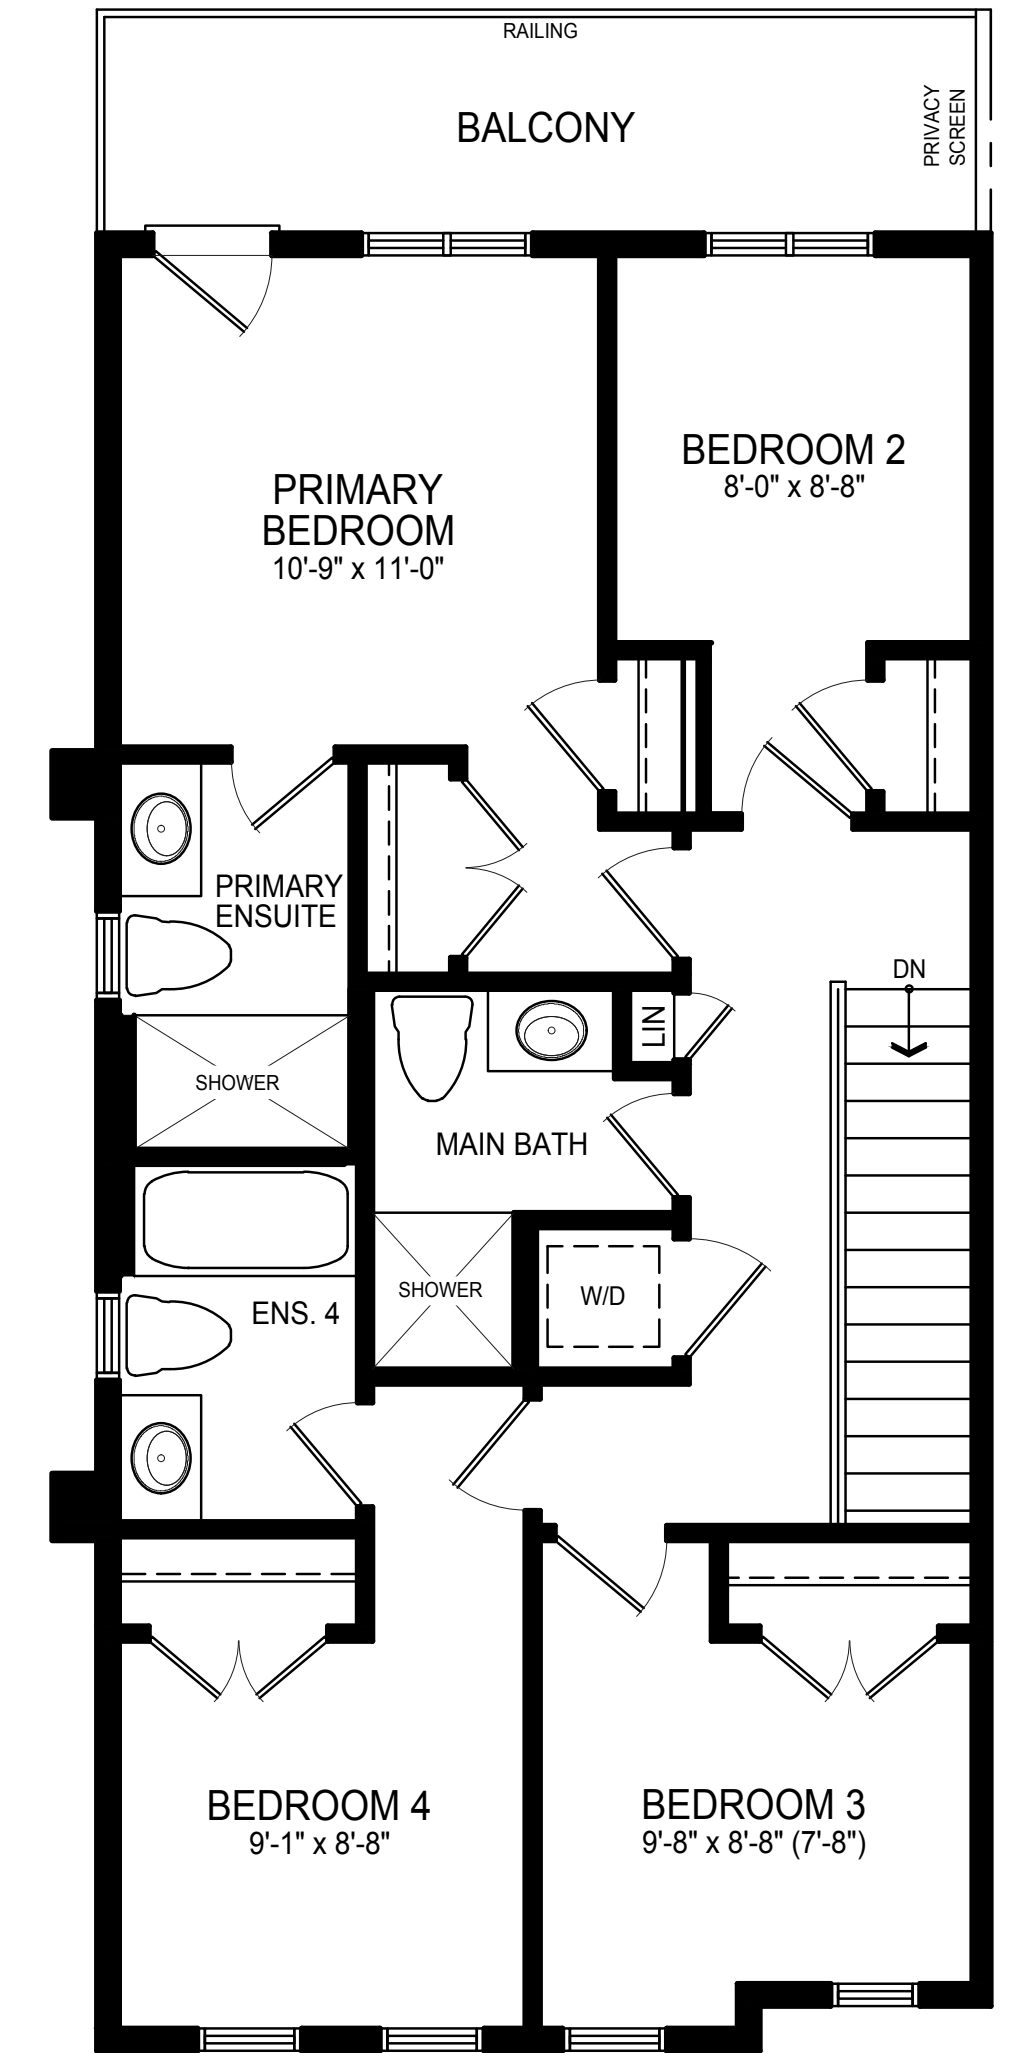 RAILING
BALCONY
PRIVACY
SCREEN
BEDROOM 2
8'-0" x 8'-8"
PRIMARY
BEDROOM
10'-9" x 11'-0"
PRIMARY
ENSUITE
DN
LIN
SHOWER
MAIN BATH
SHOWER
W/D
ENS. 4
BEDROOM 4
9'-1" x 8'-8"
BEDROOM 3
9'-8" x 8'-8" (7'-8")